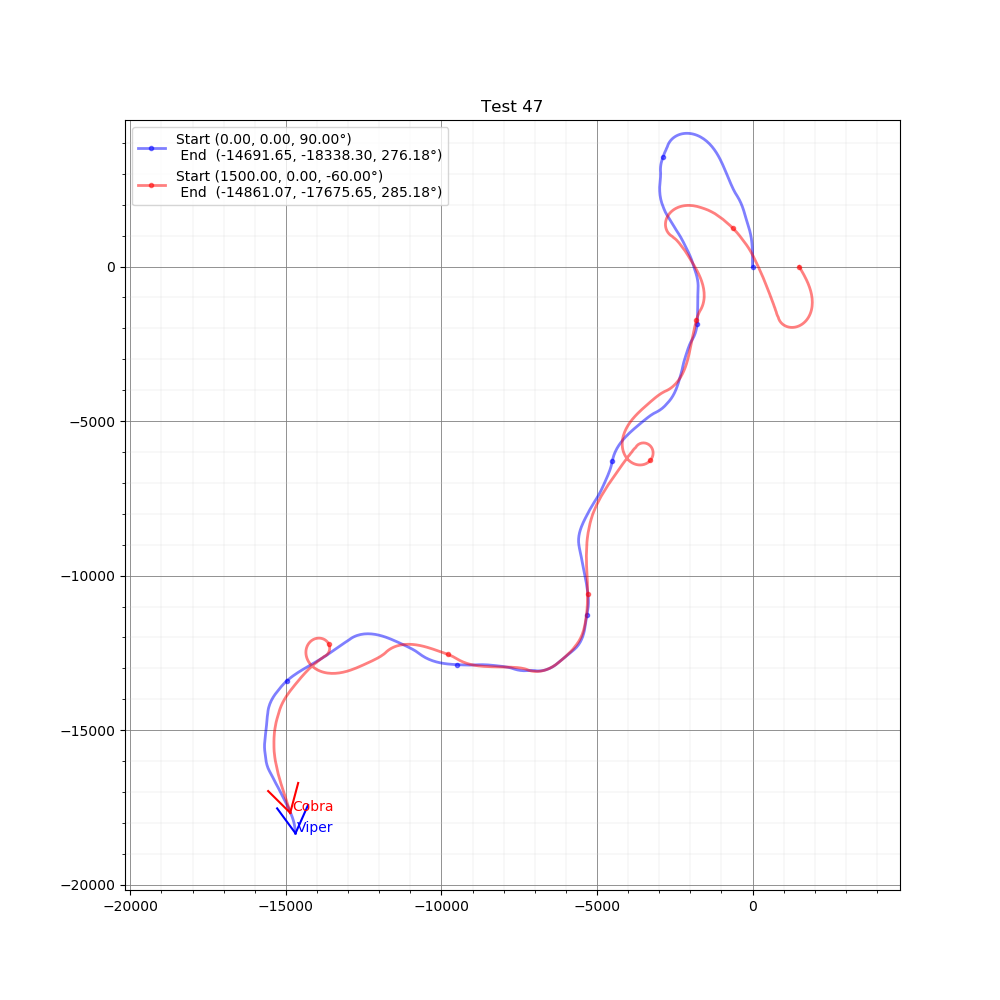 Test 47
Start (0.00, 0.00, 90.00°)
End  (-14691.65, -18338.30, 276.18°)
Start (1500.00, 0.00, -60.00°)
End  (-14861.07, -17675.65, 285.18°)
0
−5000
−10000
−15000
−20000
Cobra
Viper
−20000 −15000 −10000 −5000 0